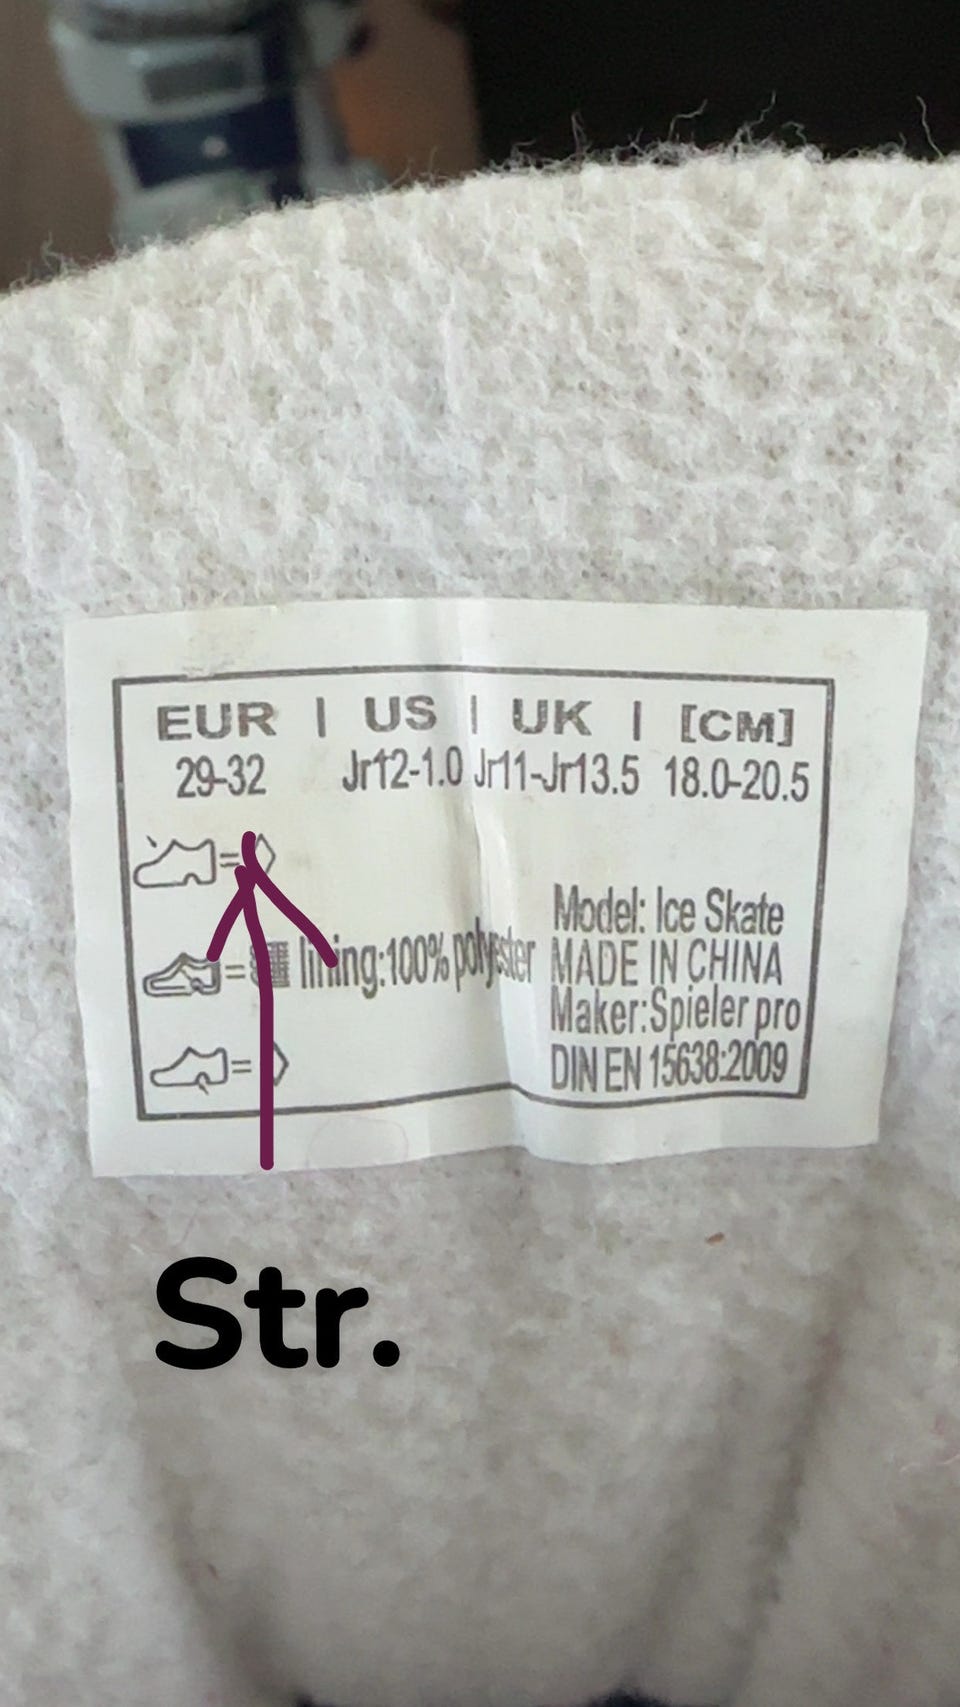 EUR | US | UK | [CM]
29-32 Jr12-1.0 Jr11-Jr13.5 18.0-20.5
=
= lining:100% polyester
=
Model: Ice Skate
MADE IN CHINA
Maker:Spieler pro
DIN EN 15638:2009
Str.